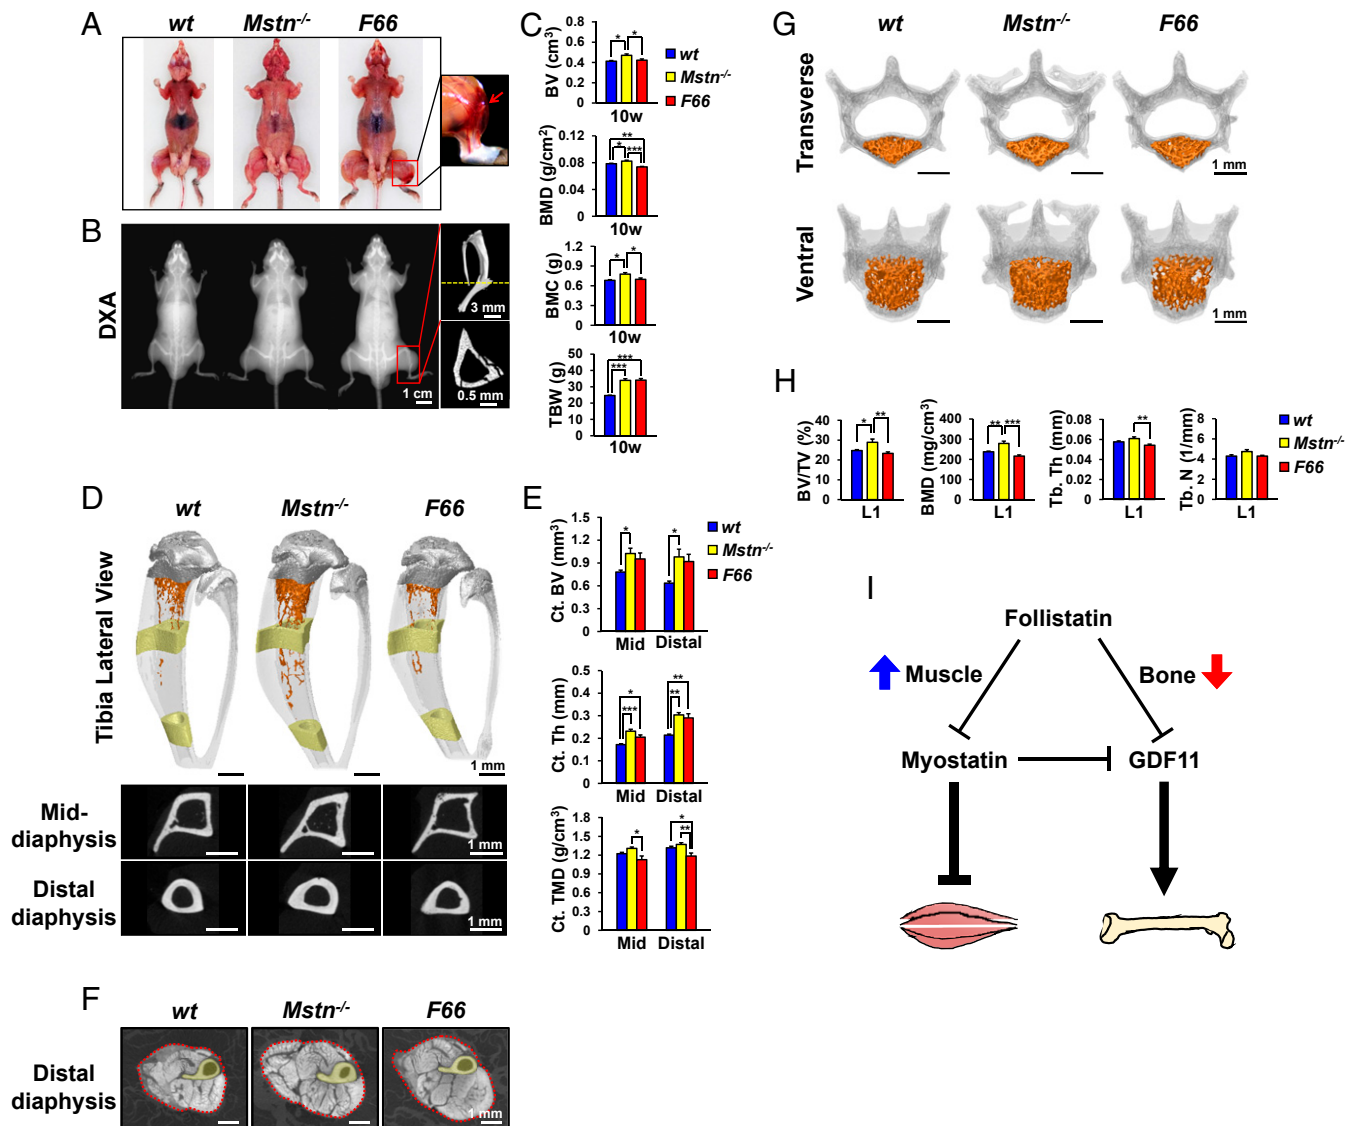 A
wt Mstn-/- F66
B
DXA
1 cm
3 mm
0.5 mm
C
BV (cm3)
0.8
0.6
0.4
0.2
0
* *
10w
wt
Mstn-/-
F66
BMD (g/cm2)
0.12
0.08
0.04
0
**
* ***
10w
BMC (g)
1.2
0.9
0.6
0.3
0
* *
10w
TBW (g)
50
40
30
20
10
0
***
***
10w
D
wt Mstn-/- F66
Tibia Lateral View
1 mm
Mid-
diaphysis
1 mm
Distal
diaphysis
1 mm
E
Ct. BV (mm3)
1.5
1.2
0.9
0.6
0.3
0
* *
Mid Distal
wt
Mstn-/-
F66
Ct. Th (mm)
0.4
0.3
0.2
0.1
0
*
***
**
**
Mid Distal
Ct. TMD (g/cm3)
1.8
1.5
1.2
0.9
0.6
0.3
0
*
*
**
Mid Distal
F
wt Mstn-/- F66
Distal
diaphysis
1 mm
G
wt Mstn-/- F66
Transverse
1 mm
Ventral
1 mm
H
BV/TV (%)
40
30
20
10
0
* **
L1
BMD (mg/cm3)
400
300
200
100
0
** ***
L1
Tb. Th (mm)
0.08
0.06
0.04
0.02
0
**
L1
Tb. N (1/mm)
8
6
4
2
0
L1
wt
Mstn-/-
F66
I
Follistatin
Muscle Bone
Myostatin GDF11